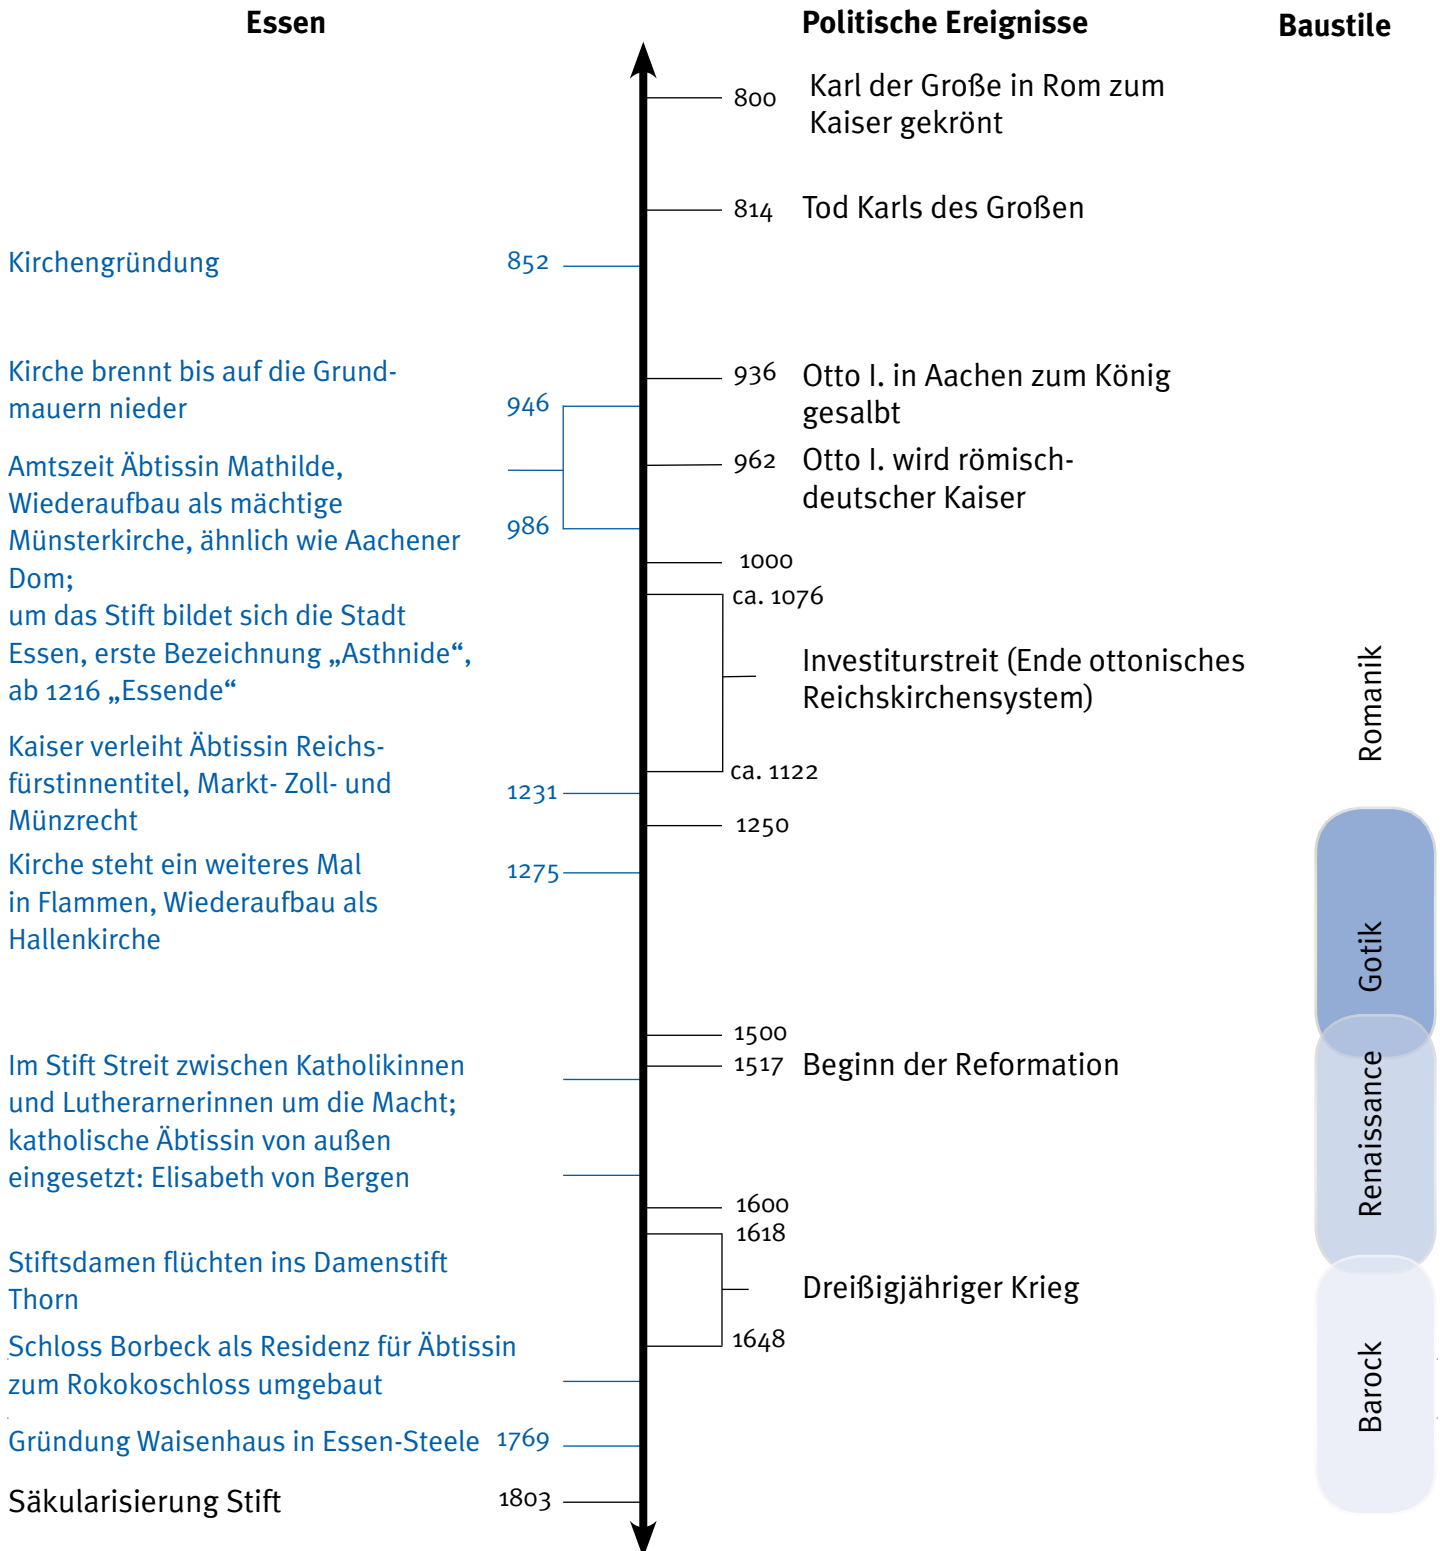 Essen
Politische Ereignisse
Baustile
800
Karl der Große in Rom zum
Kaiser gekrönt
814
Tod Karls des Großen
Kirchengründung
852
Kirche brennt bis auf die Grund-
mauern nieder
946
936
Otto I. in Aachen zum König
gesalbt
Amtszeit Äbtissin Mathilde,
Wiederaufbau als mächtige
Münsterkirche, ähnlich wie Aachener
Dom;
um das Stift bildet sich die Stadt
Essen, erste Bezeichnung „Asthnide“,
ab 1216 „Essende“
986
962
Otto I. wird römisch-
deutscher Kaiser
1000
ca. 1076
Investiturstreit (Ende ottonisches
Reichskirchensystem)
ca. 1122
Romanik
Kaiser verleiht Äbtissin Reichs-
fürstinnentitel, Markt- Zoll- und
Münzrecht
1231
1250
Kirche steht ein weiteres Mal
in Flammen, Wiederaufbau als
Hallenkirche
1275
Gotik
1500
1517
Beginn der Reformation
Im Stift Streit zwischen Katholikinnen
und Lutherarnerinnen um die Macht;
katholische Äbtissin von außen
eingesetzt: Elisabeth von Bergen
Renaissance
1600
1618
Stiftsdamen flüchten ins Damenstift
Thorn
Dreißigjähriger Krieg
1648
Schloss Borbeck als Residenz für Äbtissin
zum Rokokoschloss umgebaut
Barock
Gründung Waisenhaus in Essen-Steele
1769
Säkularisierung Stift
1803